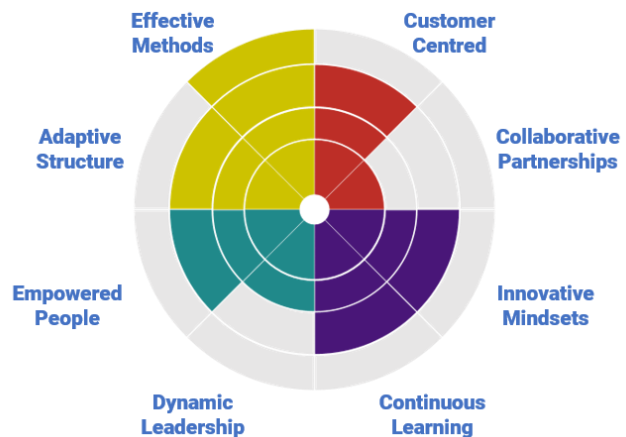 Effective
Methods
Customer
Centred
Adaptive
Structure
Collaborative
Partnerships
Empowered
People
Innovative
Mindsets
Dynamic
Leadership
Continuous
Learning